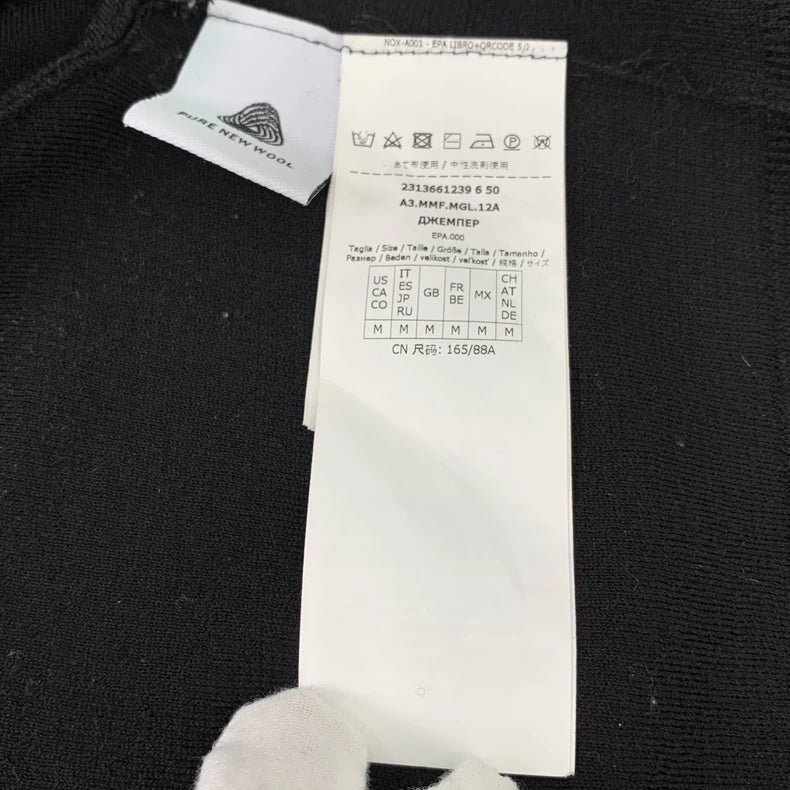 PURE NEW WOOL
NOX-A001 - EPA LIBRO+QRCODE 3,0
あて布使用 / 中性洗剤使用
2313661239 6 50
A3.MMF.MGL.12A
ДЖЕМПЕР
EPA.000
Taglia / Size / Taille / Größe / Talla / Tamanho /
Размер / Beden / velikost / veľkosť / 规格 / サイズ
US CA CO
IT ES JP RU
GB
FR BE
MX
CH AT NL DE
M M M M M M
CN 尺码: 165/88A